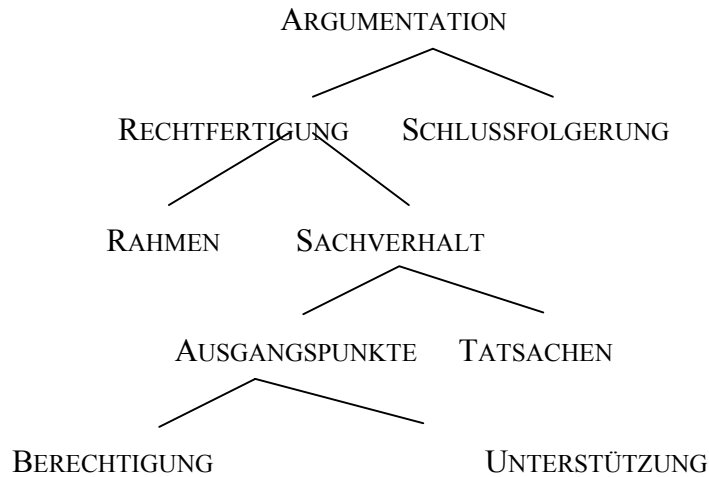 ARGUMENTATION
RECHTFERTIGUNG SCHLUSSFOLGERUNG
RAHMEN SACHVERHALT
AUSGANGSPUNKTE TATSACHEN
BERECHTIGUNG UNTERSTÜTZUNG